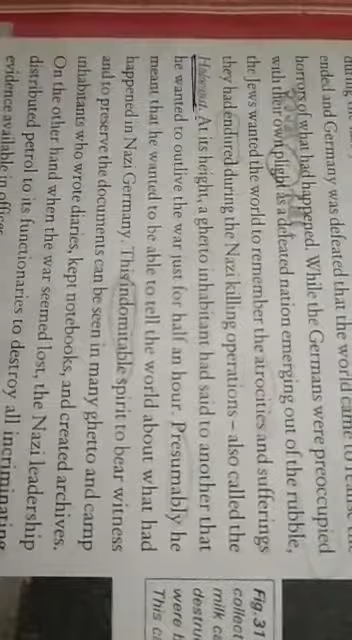 ended and Germany was defeated that the world came to realise the
horrors of what had happened. While the Germans were preoccupied
with their own plight as a defeated nation emerging out of the rubble,
the Jews wanted the world to remember the atrocities and sufferings
they had endured during the Nazi killing operations – also called the
Holocaust. At its height, a ghetto inhabitant had said to another that
he wanted to outlive the war just for half an hour. Presumably he
meant that he wanted to be able to tell the world about what had
happened in Nazi Germany. This indomitable spirit to bear witness
and to preserve the documents can be seen in many ghetto and camp
inhabitants who wrote diaries, kept notebooks, and created archives.
On the other hand when the war seemed lost, the Nazi leadership
distributed petrol to its functionaries to destroy all incriminating
evidence available in offices
Fig.3
collect
milk ca
destri
were
This ca